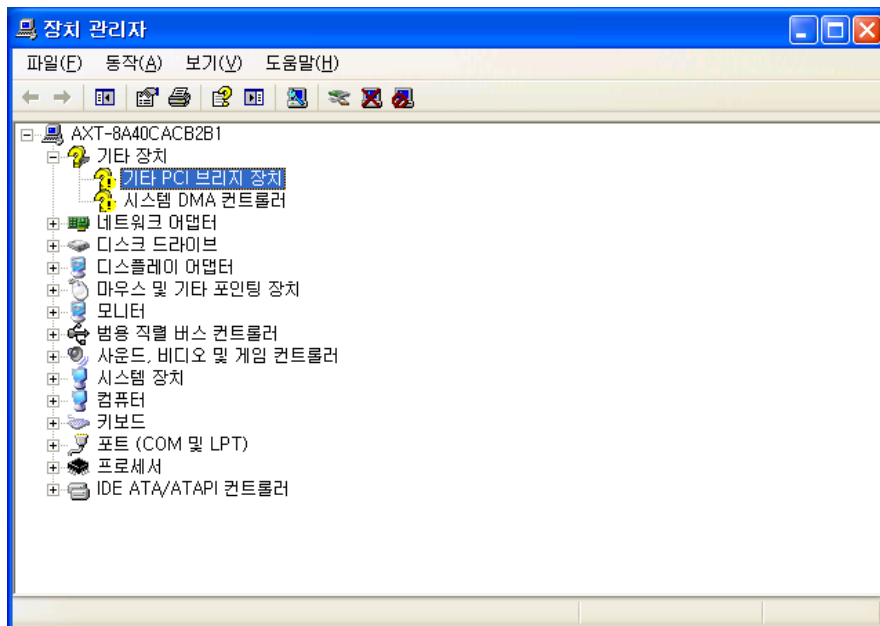 장치 관리자
파일(F) 동작(A) 보기(V) 도움말(H)
AXT-8A40CACB2B1
기타 장치
기타 PCI 브리지 장치
시스템 DMA 컨트롤러
네트워크 어댑터
디스크 드라이브
디스플레이 어댑터
마우스 및 기타 포인팅 장치
모니터
범용 직렬 버스 컨트롤러
사운드, 비디오 및 게임 컨트롤러
시스템 장치
컴퓨터
키보드
포트 (COM 및 LPT)
프로세서
IDE ATA/ATAPI 컨트롤러